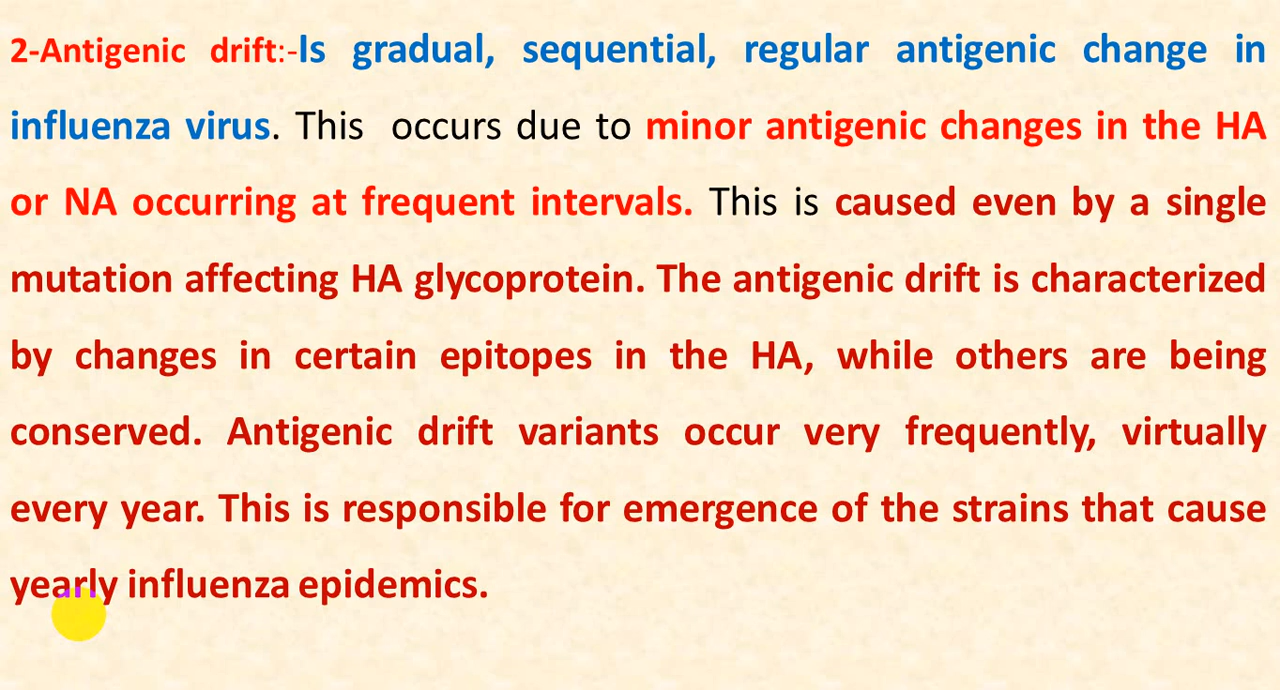 2-Antigenic drift:-Is gradual, sequential, regular antigenic change in
influenza virus. This occurs due to minor antigenic changes in the HA
or NA occurring at frequent intervals. This is caused even by a single
mutation affecting HA glycoprotein. The antigenic drift is characterized
by changes in certain epitopes in the HA, while others are being
conserved. Antigenic drift variants occur very frequently, virtually
every year. This is responsible for emergence of the strains that cause
yearly influenza epidemics.